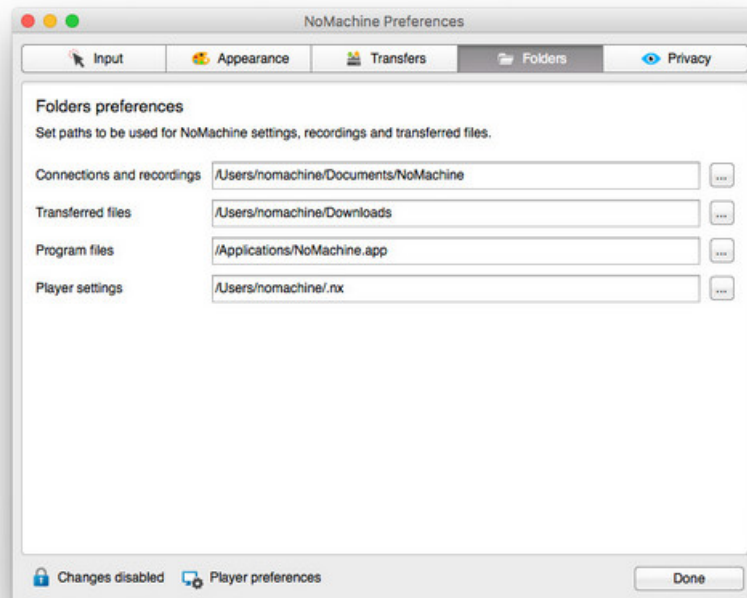 NoMachine Preferences
Input Appearance Transfers Folders Privacy
Folders preferences
Set paths to be used for NoMachine settings, recordings and transferred files.
Connections and recordings /Users/nomachine/Documents/NoMachine ...
Transferred files /Users/nomachine/Downloads ...
Program files /Applications/NoMachine.app ...
Player settings /Users/nomachine/.nx ...
Changes disabled Player preferences Done